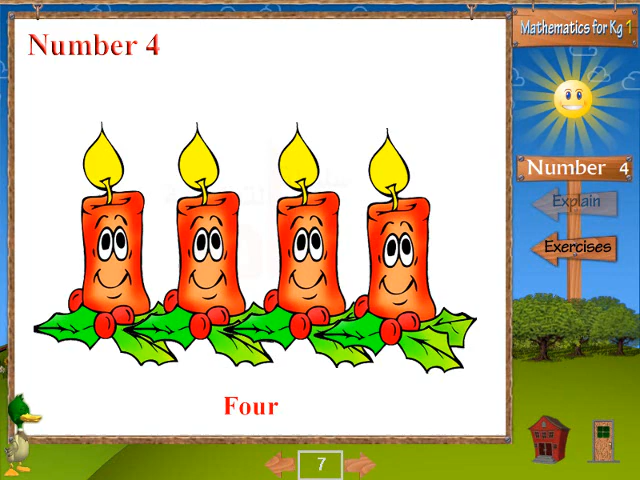 Number 4
Four
Mathematics for Kg 1
Number 4
Explain
Exercises
7